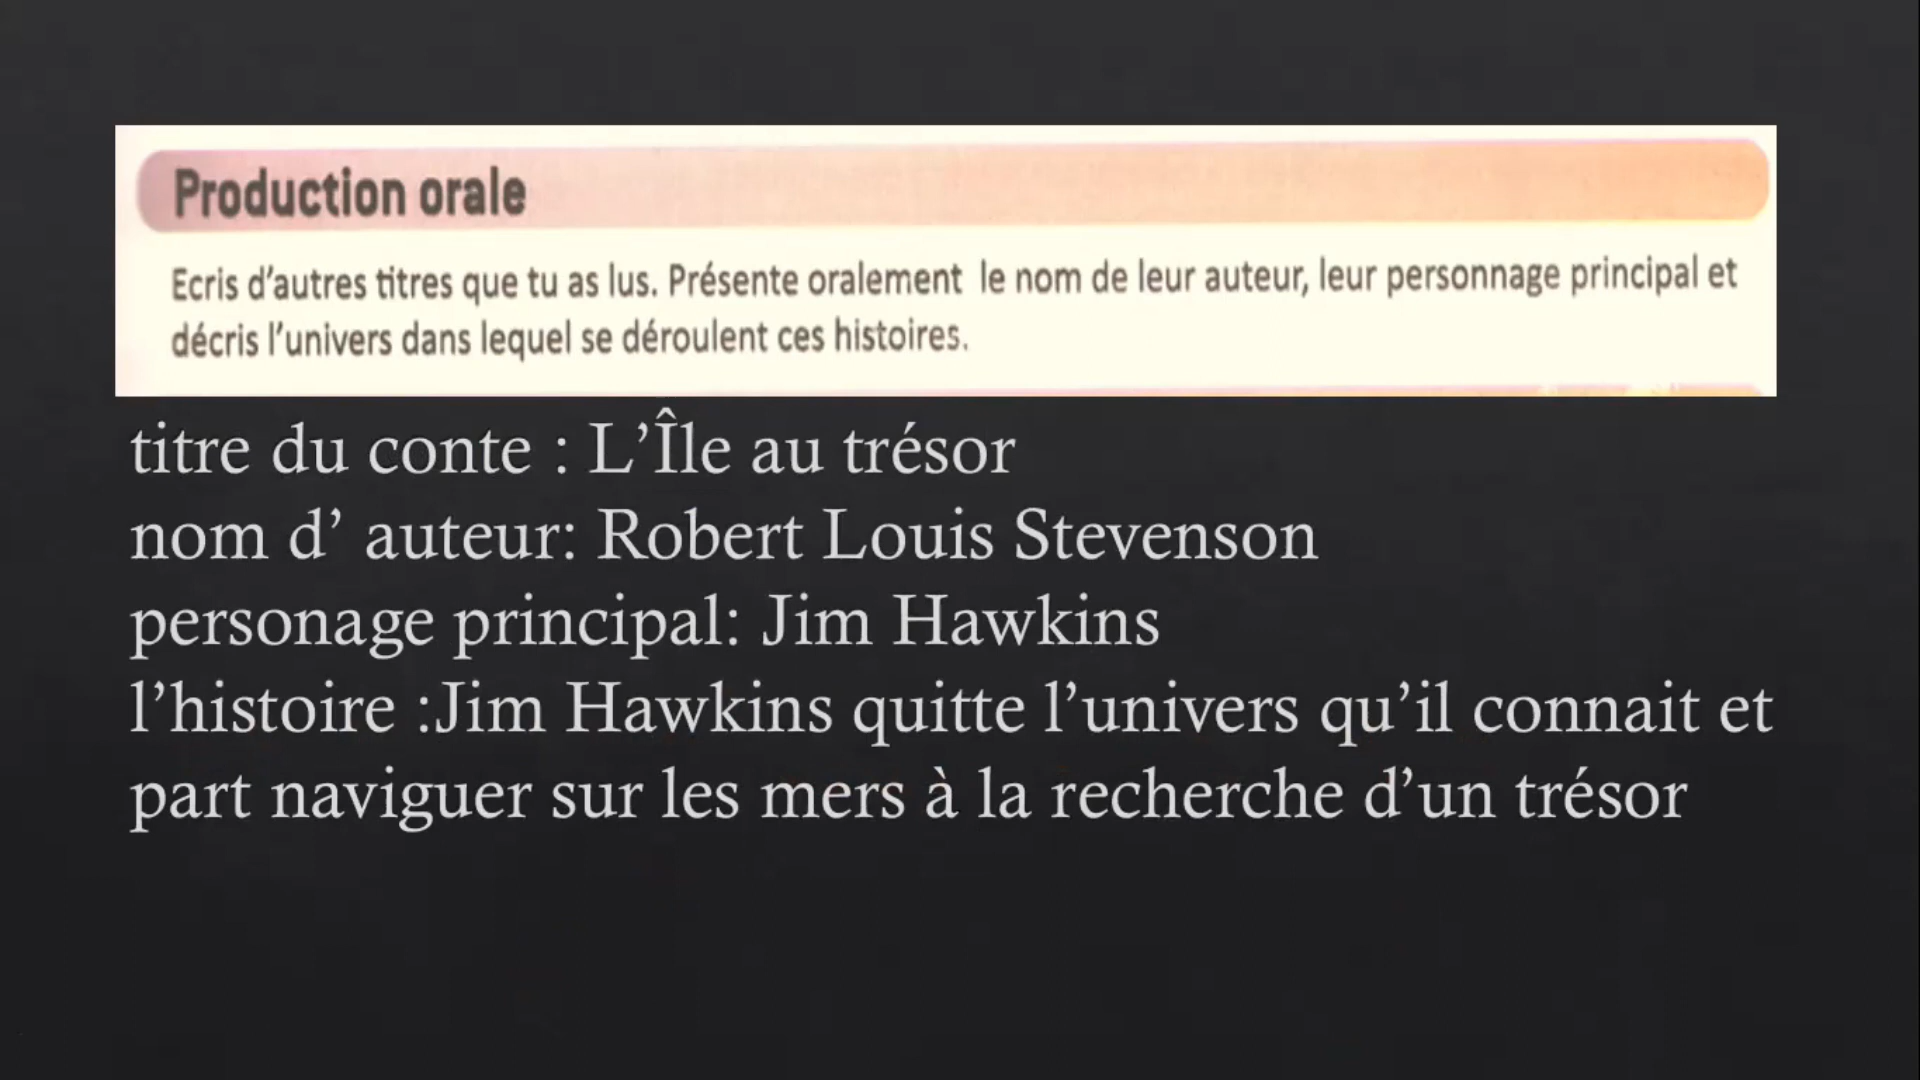 Production orale
Ecris d'autres titres que tu as lus. Présente oralement le nom de leur auteur, leur personnage principal et
décris l'univers dans lequel se déroulent ces histoires.
titre du conte : L’Île au trésor
nom d’ auteur: Robert Louis Stevenson
personage principal: Jim Hawkins
l’histoire :Jim Hawkins quitte l’univers qu’il connait et
part naviguer sur les mers à la recherche d’un trésor